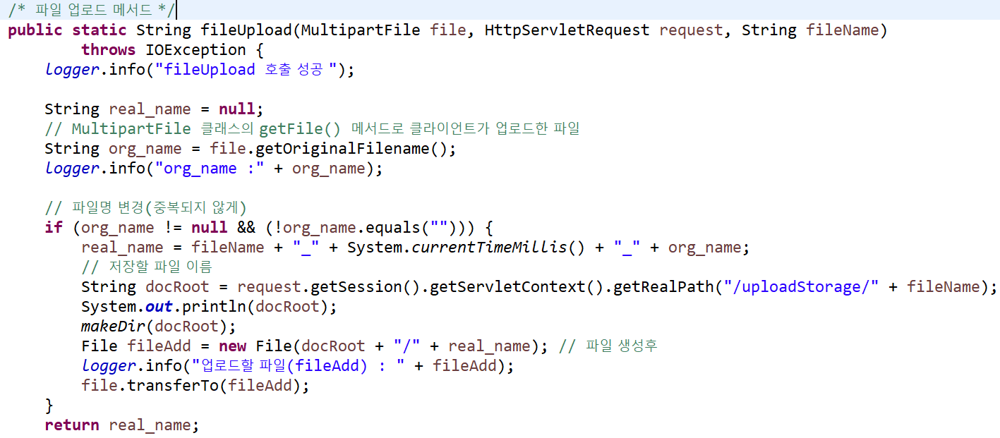 /* 파일 업로드 메서드 */
public static String fileUpload(MultipartFile file, HttpServletRequest request, String fileName)
throws IOException {
logger.info("fileUpload 호출 성공 ");
String real_name = null;
// MultipartFile 클래스의 getFile() 메서드로 클라이언트가 업로드한 파일
String org_name = file.getOriginalFilename();
logger.info("org_name :" + org_name);
// 파일명 변경(중복되지 않게)
if (org_name != null && (!org_name.equals(""))) {
real_name = fileName + "_" + System.currentTimeMillis() + "_" + org_name;
// 저장할 파일 이름
String docRoot = request.getSession().getServletContext().getRealPath("/uploadStorage/" + fileName);
System.out.println(docRoot);
makeDir(docRoot);
File fileAdd = new File(docRoot + "/" + real_name); // 파일 생성후
logger.info("업로드할 파일(fileAdd) : " + fileAdd);
file.transferTo(fileAdd);
}
return real_name;